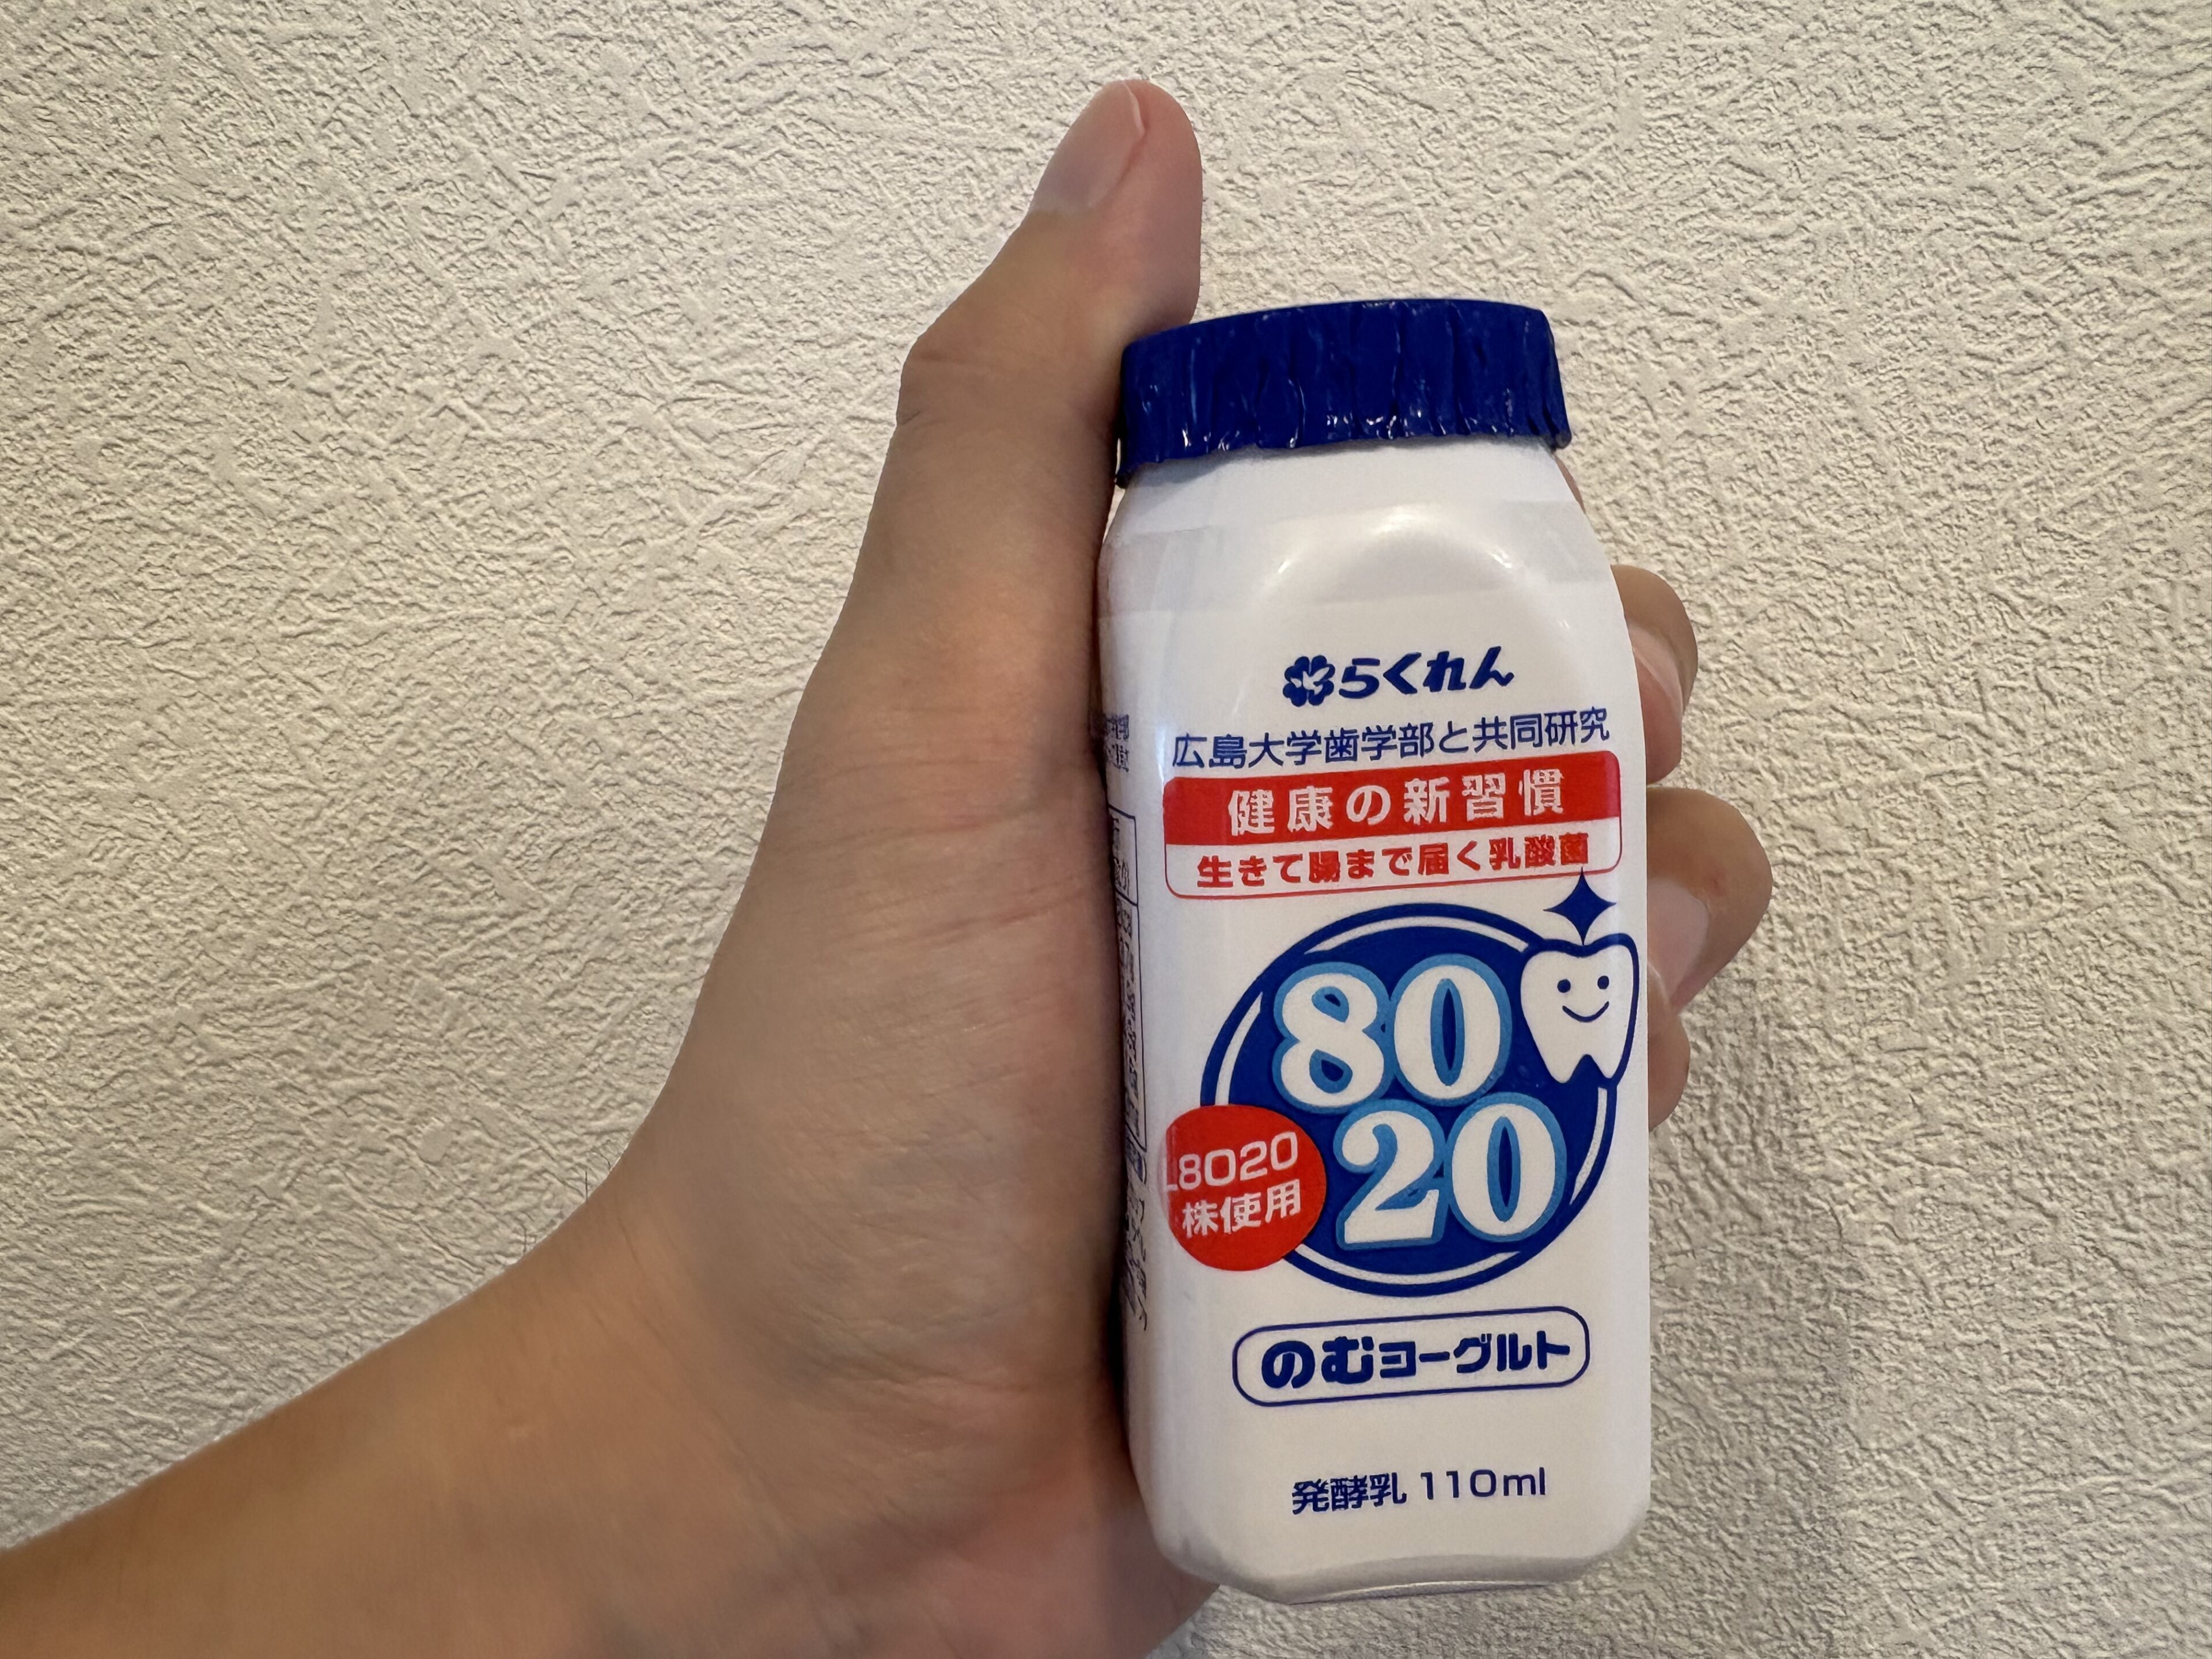 らくれん
広島大学歯学部と共同研究
健康の新習慣
生きて腸まで届く乳酸菌
80
20
L8020
株使用
のむヨーグルト
発酵乳 110ml